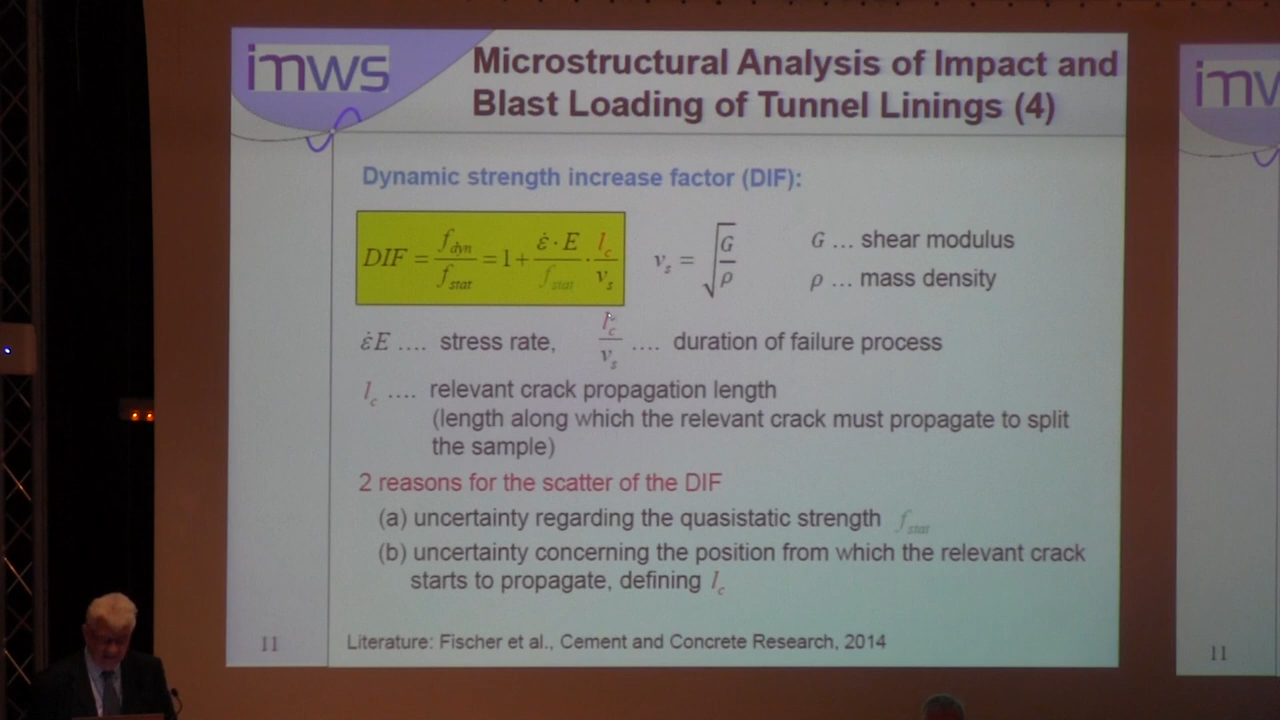 imws
Microstructural Analysis of Impact and
Blast Loading of Tunnel Linings (4)
Dynamic strength increase factor (DIF):
DIF = f_dyn / f_stat = 1 + (ε̇ · E / f_stat) · (l_c / v_s)    v_s = √(G / ρ)    G … shear modulus
ρ … mass density
ε̇E …. stress rate,    l_c / v_s …. duration of failure process
l_c …. relevant crack propagation length
(length along which the relevant crack must propagate to split
the sample)
2 reasons for the scatter of the DIF
(a) uncertainty regarding the quasistatic strength f_stat
(b) uncertainty concerning the position from which the relevant crack
starts to propagate, defining l_c
11
Literature: Fischer et al., Cement and Concrete Research, 2014
imw
11